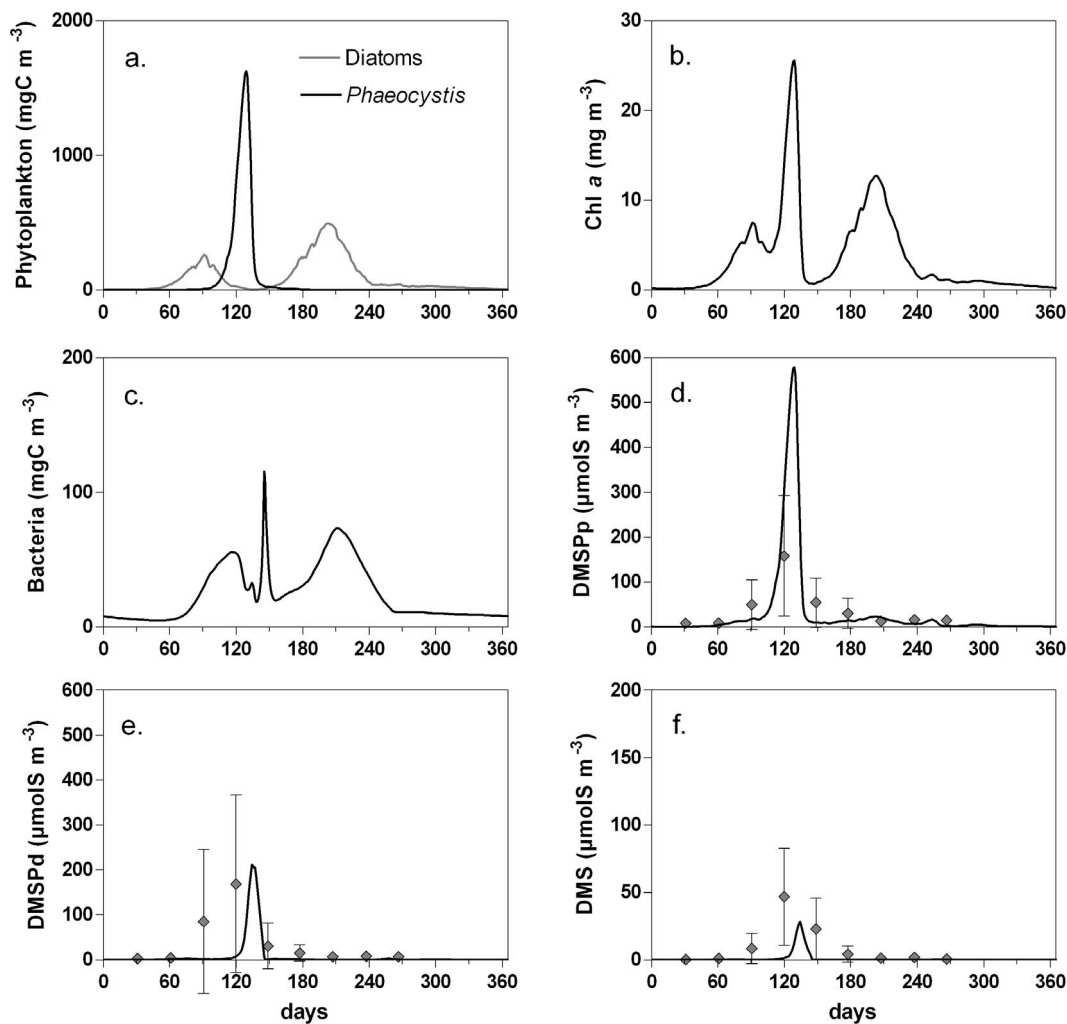 a.
Diatoms
Phaeocystis
Phytoplankton (mgC m⁻³)
2000
1000
0
0 60 120 180 240 300 360
b.
Chl a (mg m⁻³)
30
20
10
0
0 60 120 180 240 300 360
c.
Bacteria (mgC m⁻³)
200
100
0
0 60 120 180 240 300 360
d.
DMSPp (µmolS m⁻³)
600
500
400
300
200
100
0
0 60 120 180 240 300 360
e.
DMSPd (µmolS m⁻³)
600
500
400
300
200
100
0
0 60 120 180 240 300 360
days
f.
DMS (µmolS m⁻³)
200
150
100
50
0
0 60 120 180 240 300 360
days